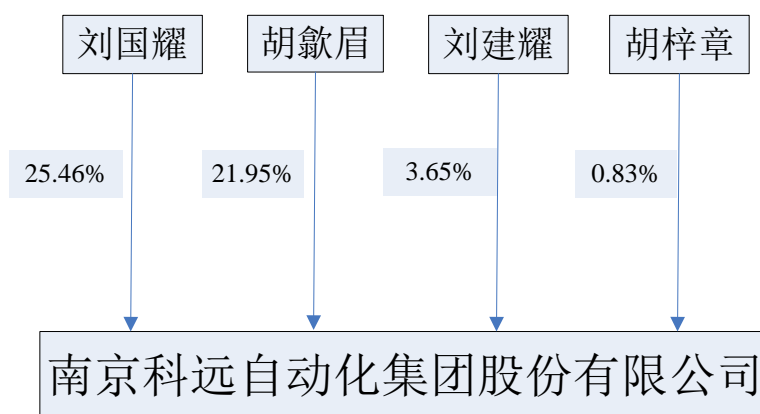 刘国耀 胡歙眉 刘建耀 胡梓章
25.46% 21.95% 3.65% 0.83%
南京科远自动化集团股份有限公司